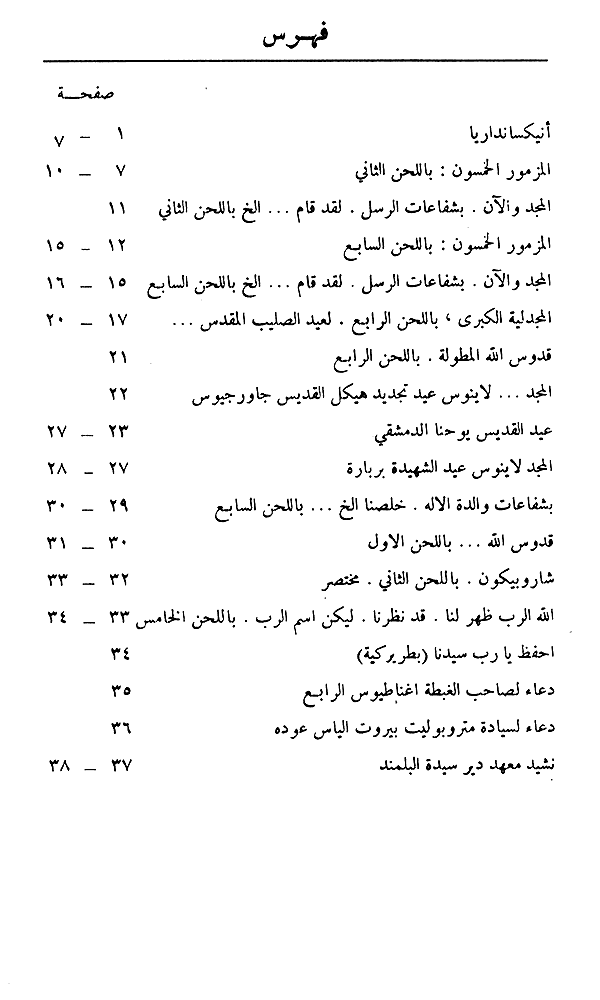 فهـرس
صفحـــة
أنيكسانداريا ١ – ٧
المزمور الخمسون : باللحن الثاني ٧ – ١٠
المجد والآن . بشفاعات الرسل . لقد قام ... الخ باللحن الثاني ١١
المزمور الخمسون : باللحن السابع ١٢ – ١٥
المجد والآن . بشفاعات الرسل . لقد قام ... الخ باللحن السابع ١٥ – ١٦
المجدلية الكبرى ، باللحن الرابع . لعيد الصليب المقدس ... ١٧ – ٢٠
قدوس الله المطولة . باللحن الرابع ٢١
المجد ... لاينوس عيد تجديد هيكل القديس جاورجيوس ٢٢
عيد القديس يوحنا الدمشقي ٢٣ – ٢٧
المجد لاينوس عيد الشهيدة بربارة ٢٧ – ٢٨
بشفاعات والدة الاله . خلصنا الخ ... باللحن السابع ٢٩ – ٣٠
قدوس الله ... باللحن الاول ٣٠ – ٣١
شاروبيكون . باللحن الثاني . مختصر ٣٢ – ٣٣
الله الرب ظهر لنا . قد نظرنا . ليكن اسم الرب . باللحن الخامس ٣٣ – ٣٤
احفظ يا رب سيدنا (بطريركية) ٣٤
دعاء لصاحب الغبطة اغناطيوس الرابع ٣٥
دعاء لسيادة متروبوليت بيروت الياس عوده ٣٦
نشيد معهد دير سيدة البلمند ٣٧ – ٣٨